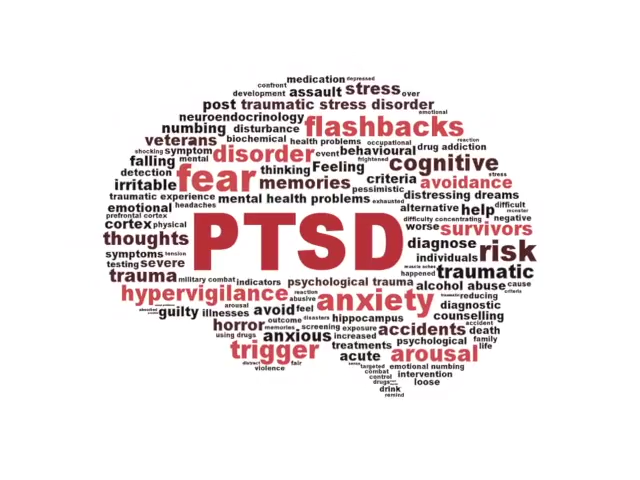 medication depressed
confront
development assault stress over
post traumatic stress disorder
emotional
neuroendocrinology flashbacks
numbing disturbance
veterans biochemical health problems occupational reaction
shocking symptom disorder event behavioural drug addiction
falling mental thinking Feeling frightened cognitive
detection fear criteria stress
irritable memories pessimistic avoidance
traumatic experience mental health problems exhausted distressing dreams
emotional headaches alternative help difficult
prefrontal cortex PTSD difficulty concentrating negative
cortex physical worse survivors
thoughts diagnose risk
symptoms tension individuals
testing severe muscle aches
trauma military combat indicators psychological trauma happened traumatic
hypervigilance reaction anxiety alcohol abuse cause
abusive criteria
arousal reducing
guilty illnesses avoid feel diagnostic
outcome disasters hippocampus counselling
horror memories screening exposure accidents accident
using drugs anxious increased death
trigger treatments psychological family
acute arousal life
fair
violence targeted emotional numbing
combat intervention
control
drugs loose
drink
remind